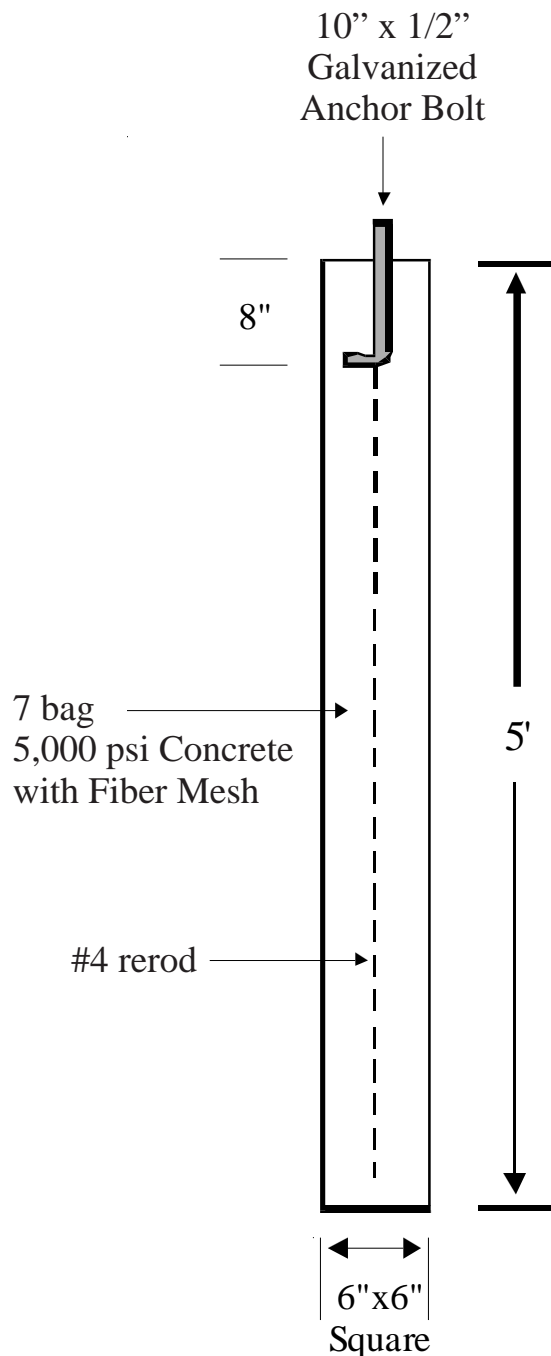 10” x 1/2”
Galvanized
Anchor Bolt
8"
7 bag
5,000 psi Concrete
with Fiber Mesh
5'
#4 rerod
6"x6"
Square